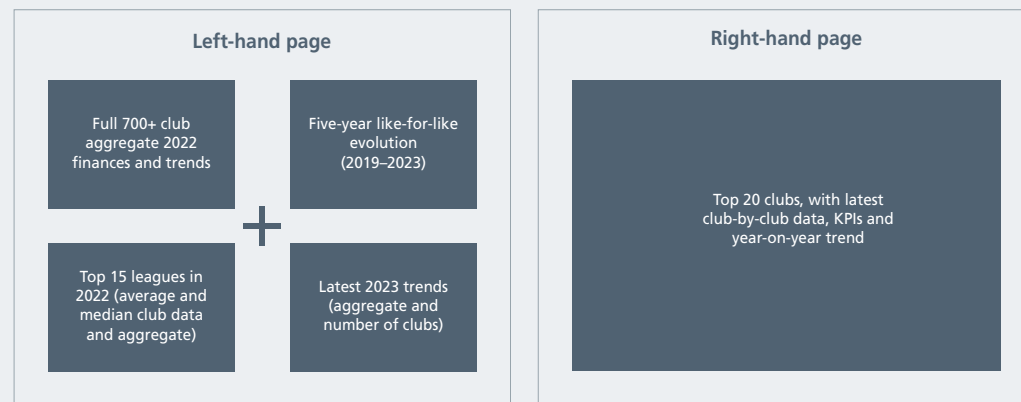 Left-hand page
Full 700+ club
aggregate 2022
finances and trends
Five-year like-for-like
evolution
(2019–2023)
Top 15 leagues in
2022 (average and
median club data
and aggregate)
Latest 2023 trends
(aggregate and
number of clubs)
Right-hand page
Top 20 clubs, with latest
club-by-club data, KPIs and
year-on-year trend